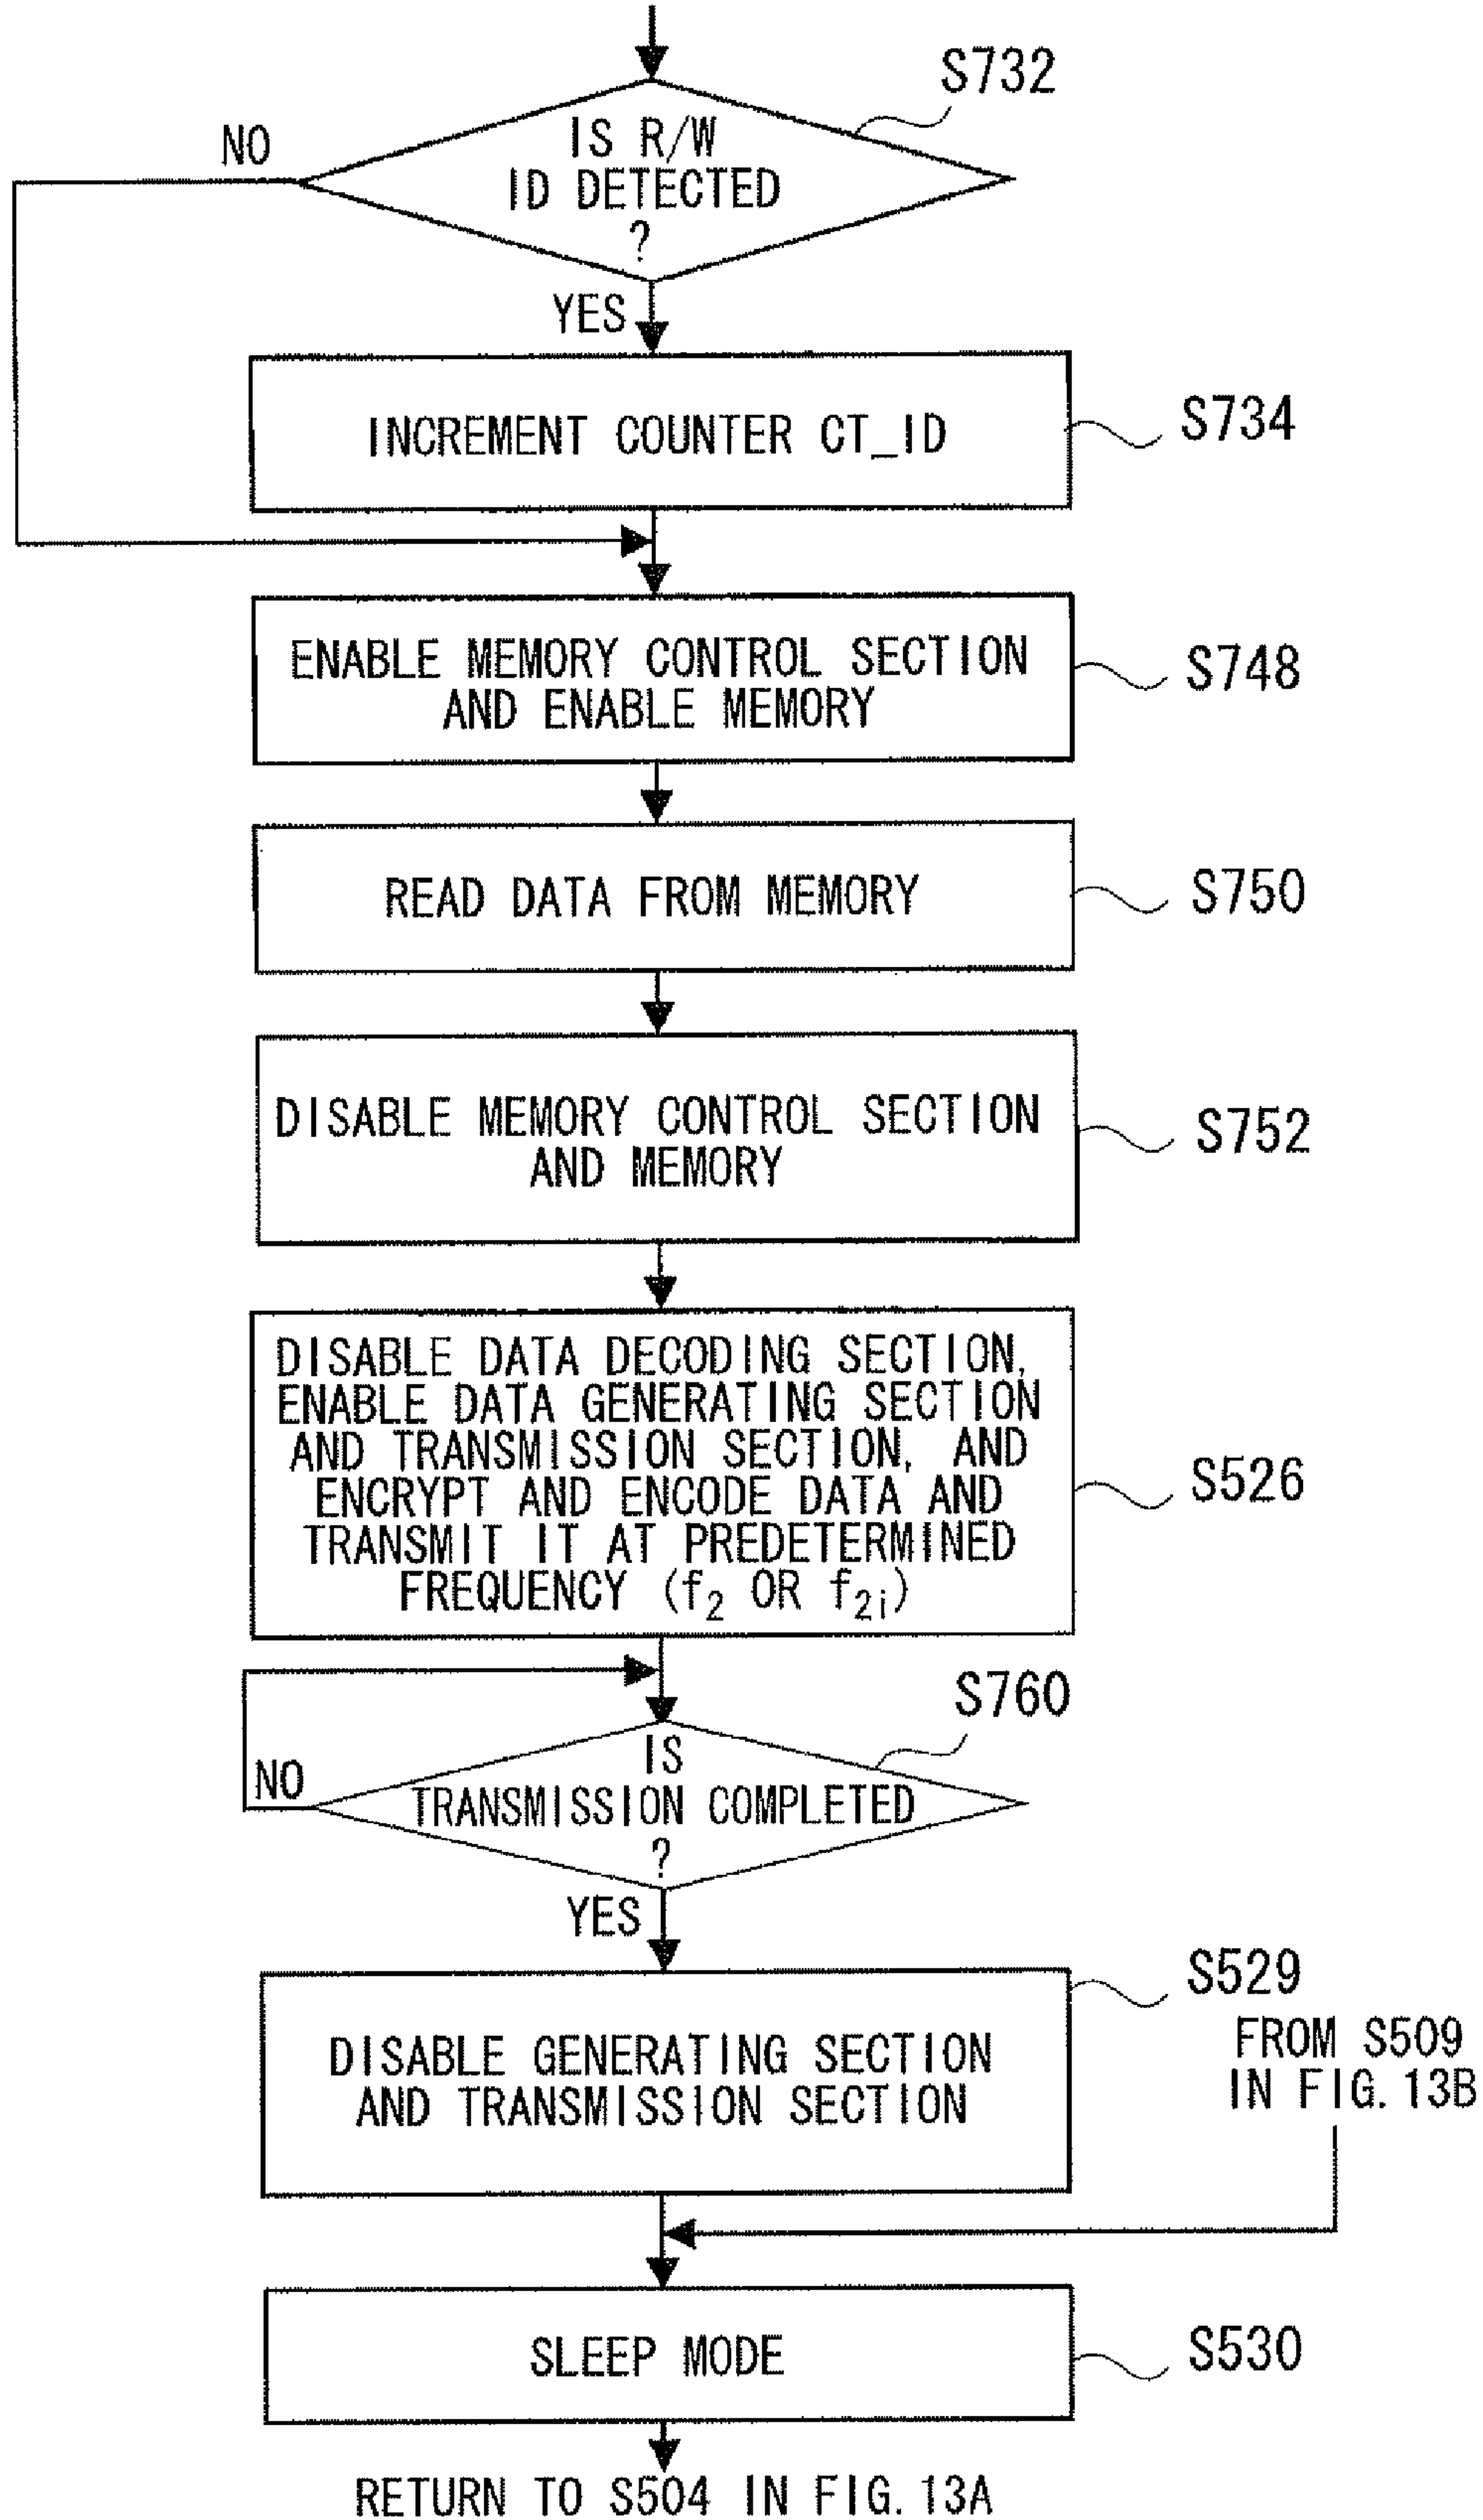 S732
NO
IS R/W
ID DETECTED
?
YES
INCREMENT COUNTER CT_ID
S734
ENABLE MEMORY CONTROL SECTION
AND ENABLE MEMORY
S748
READ DATA FROM MEMORY
S750
DISABLE MEMORY CONTROL SECTION
AND MEMORY
S752
DISABLE DATA DECODING SECTION,
ENABLE DATA GENERATING SECTION
AND TRANSMISSION SECTION, AND
ENCRYPT AND ENCODE DATA AND
TRANSMIT IT AT PREDETERMINED
FREQUENCY (f₂ OR f₂ᵢ)
S526
S760
IS
NO
TRANSMISSION COMPLETED
?
YES
S529
DISABLE GENERATING SECTION
AND TRANSMISSION SECTION
FROM S509
IN FIG. 13B
SLEEP MODE
S530
RETURN TO S504 IN FIG. 13A